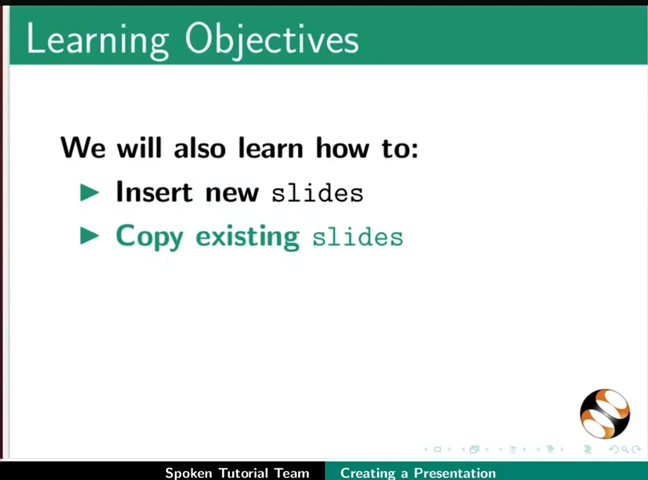 Learning Objectives
We will also learn how to:
▶ Insert new slides
▶ Copy existing slides
Spoken Tutorial Team Creating a Presentation